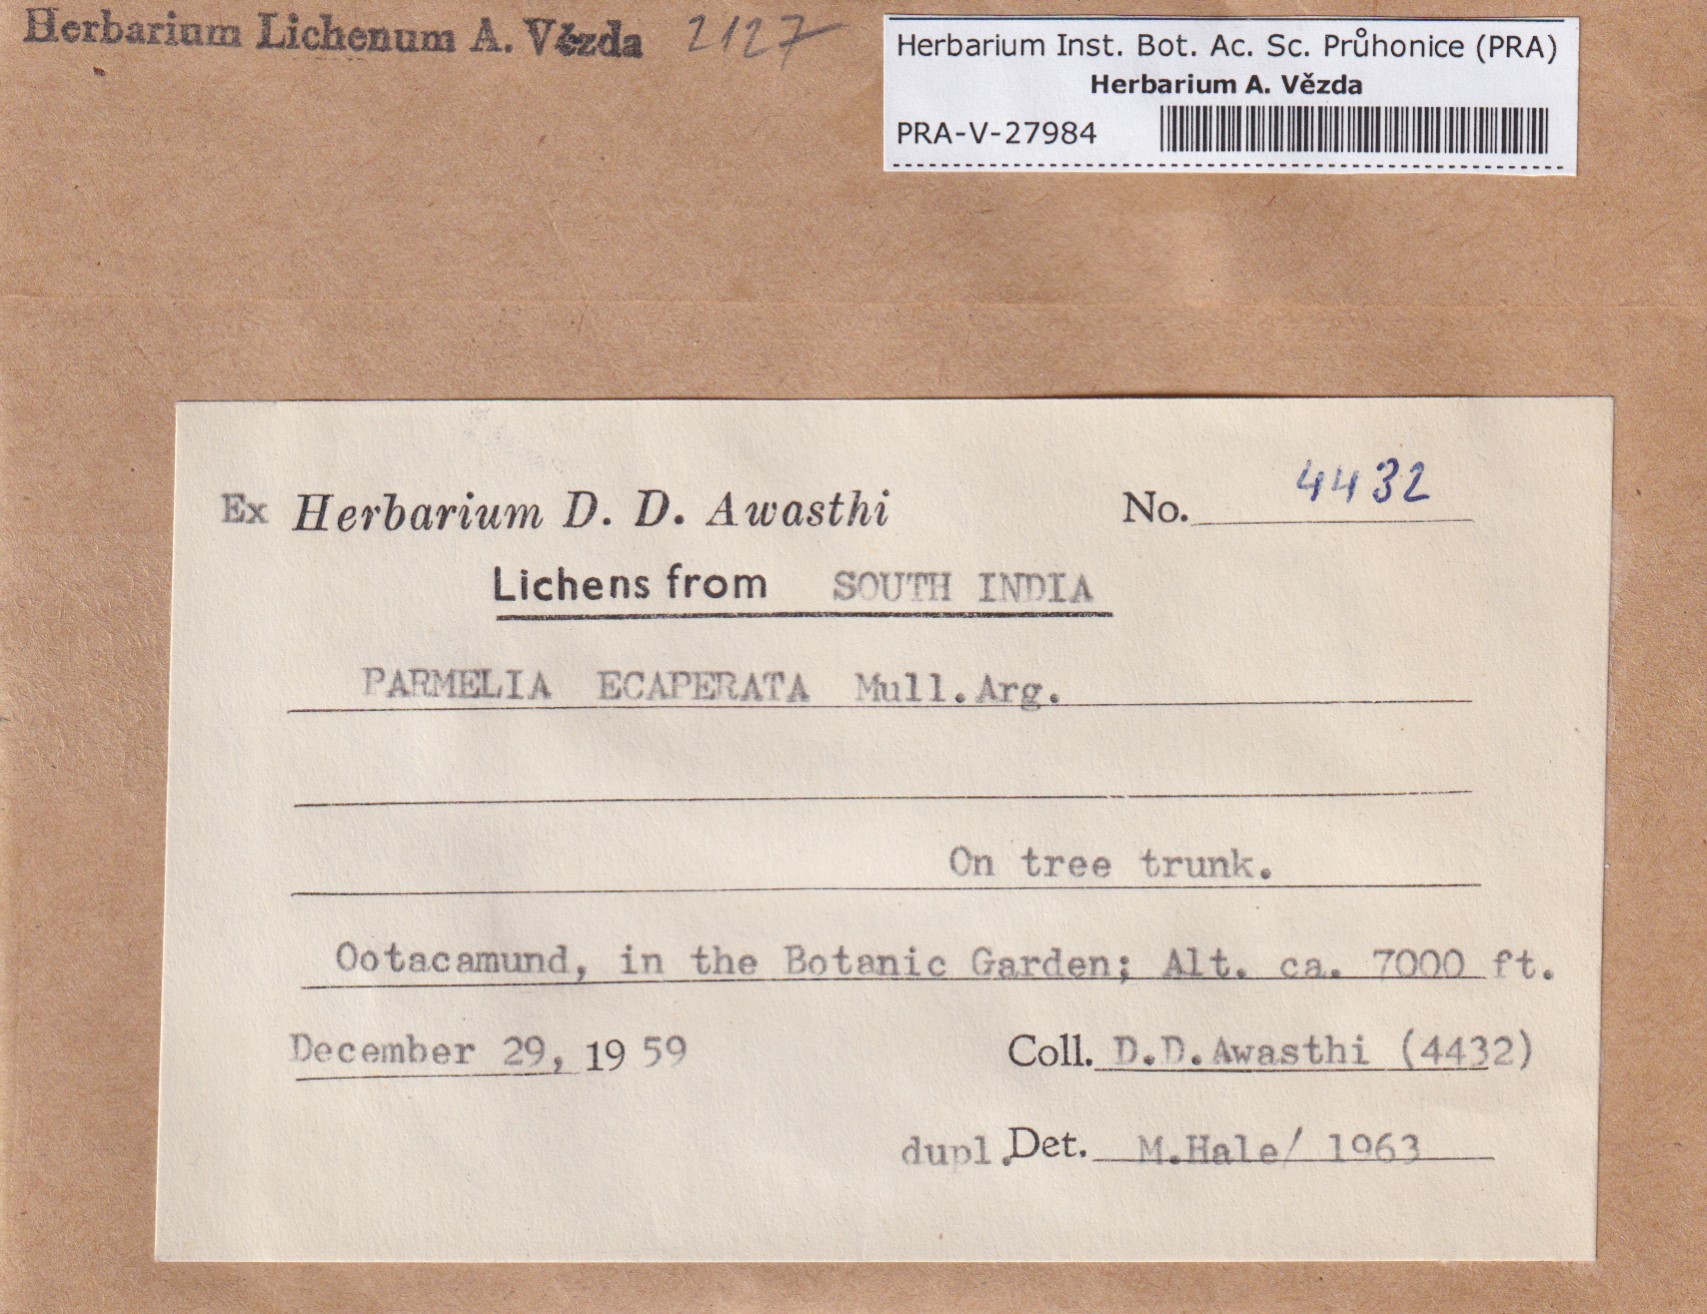 Herbarium Lichenum A. Vězda 2127
Herbarium Inst. Bot. Ac. Sc. Průhonice (PRA)
Herbarium A. Vězda
PRA-V-27984
Ex Herbarium D. D. Awasthi No. 4432
Lichens from SOUTH INDIA
PARMELIA ECAPERATA Mull.Arg.
On tree trunk.
Ootacamund, in the Botanic Garden; Alt. ca. 7000 ft.
December 29, 1959 Coll. D.D.Awasthi (4432)
dupl.Det. M.Hale/ 1963